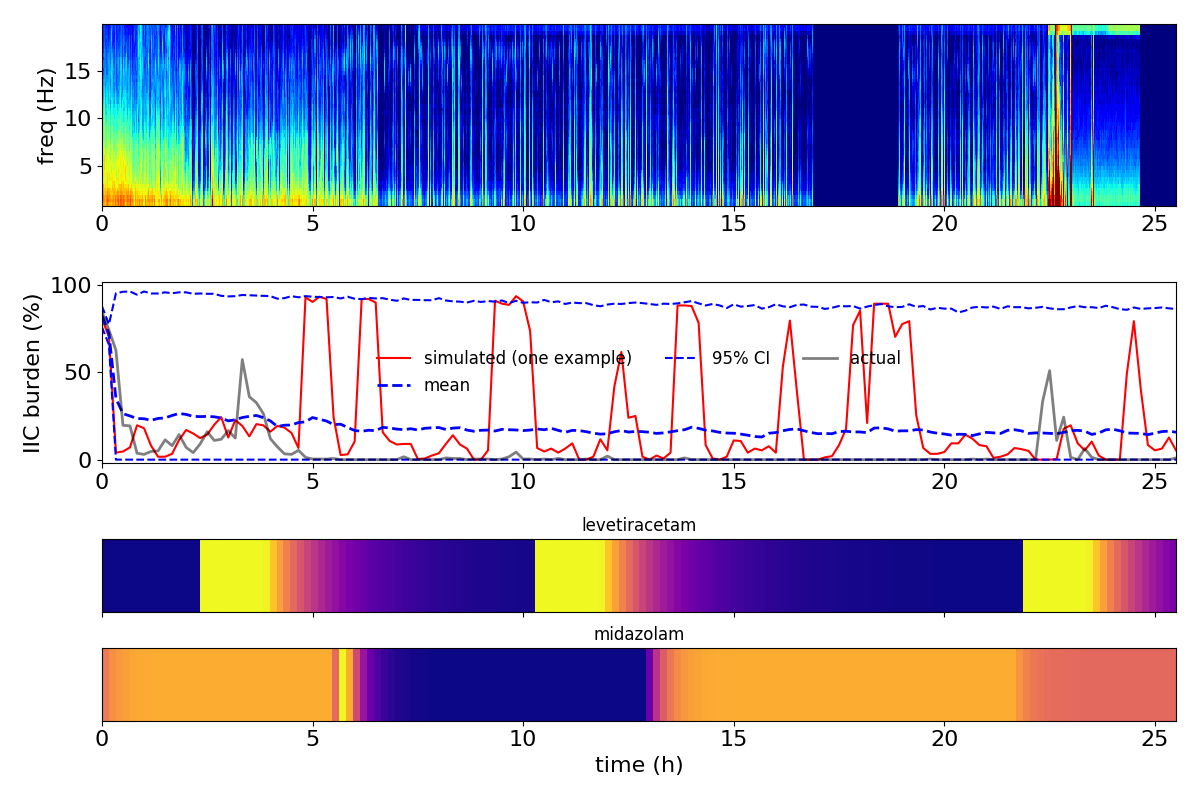 freq (Hz)
15
10
5
0 5 10 15 20 25
IIC burden (%)
100
50
0
simulated (one example) 95% CI actual
mean
0 5 10 15 20 25
levetiracetam
midazolam
0 5 10 15 20 25
time (h)